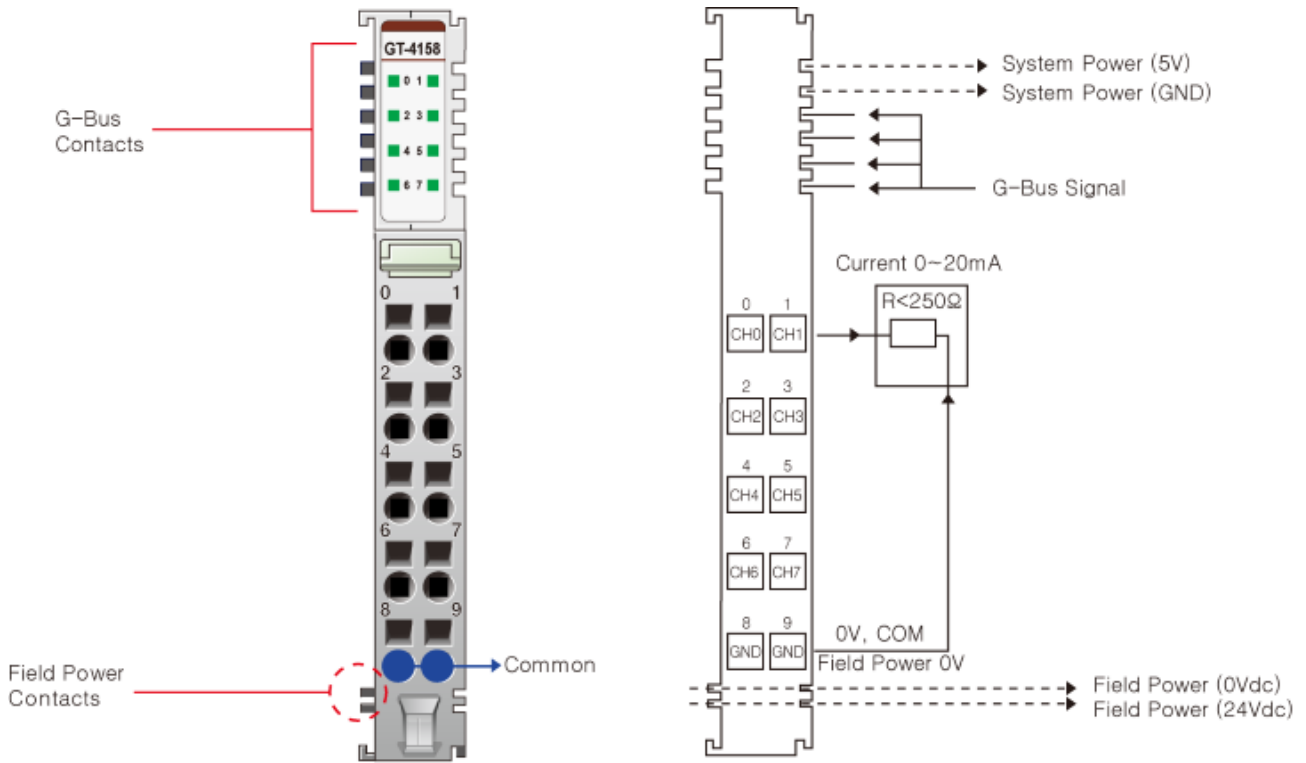 GT-4158
0 1
2 3
4 5
6 7
G-Bus
Contacts
0 1
2 3
4 5
6 7
8 9
Common
Field Power
Contacts
System Power (5V)
System Power (GND)
G-Bus Signal
Current 0~20mA
R<250Ω
0 1
CH0 CH1
2 3
CH2 CH3
4 5
CH4 CH5
6 7
CH6 CH7
8 9
GND GND
0V, COM
Field Power 0V
Field Power (0Vdc)
Field Power (24Vdc)